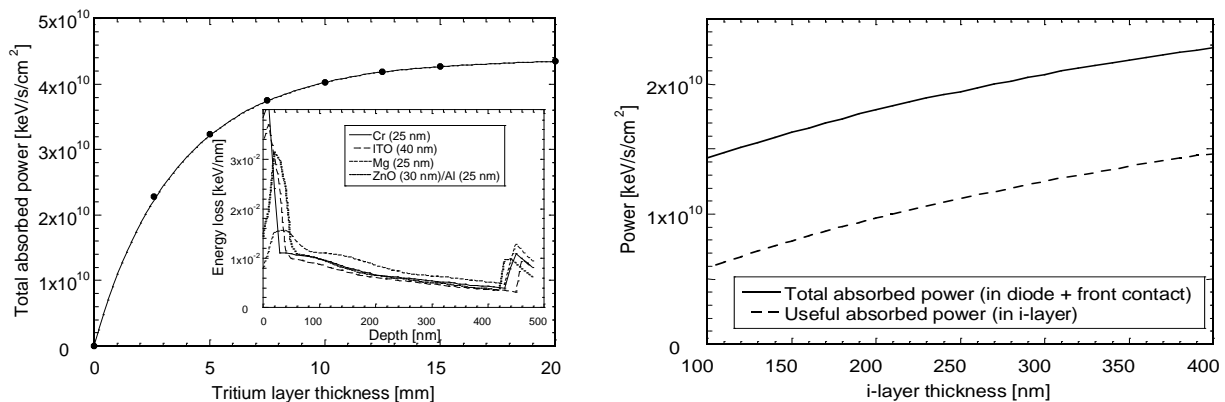 5x10^10
4x10^10
3x10^10
2x10^10
1x10^10
0
Total absorbed power [keV/s/cm^2]
0 5 10 15 20
Tritium layer thickness [mm]
Cr (25 nm)
ITO (40 nm)
Mg (25 nm)
ZnO (30 nm)/Al (25 nm)
3x10^-2
2x10^-2
1x10^-2
0
Energy loss [keV/nm]
0 100 200 300 400 500
Depth [nm]
2x10^10
1x10^10
0
Power [keV/s/cm^2]
Total absorbed power (in diode + front contact)
Useful absorbed power (in i-layer)
100 150 200 250 300 350 400
i-layer thickness [nm]